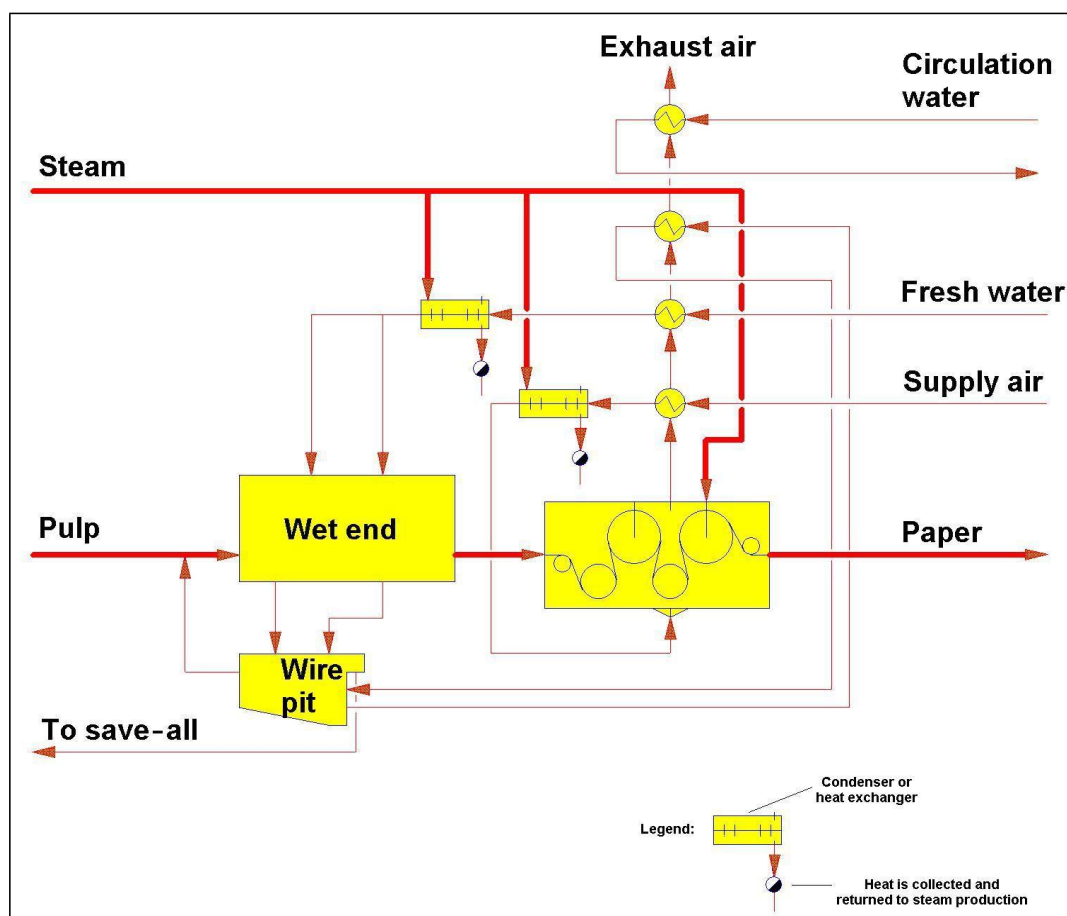 Exhaust air
Circulation
water
Steam
Fresh water
Supply air
Pulp
Wet end
Paper
Wire
pit
To save-all
Condenser or
heat exchanger
Legend:
Heat is collected and
returned to steam production